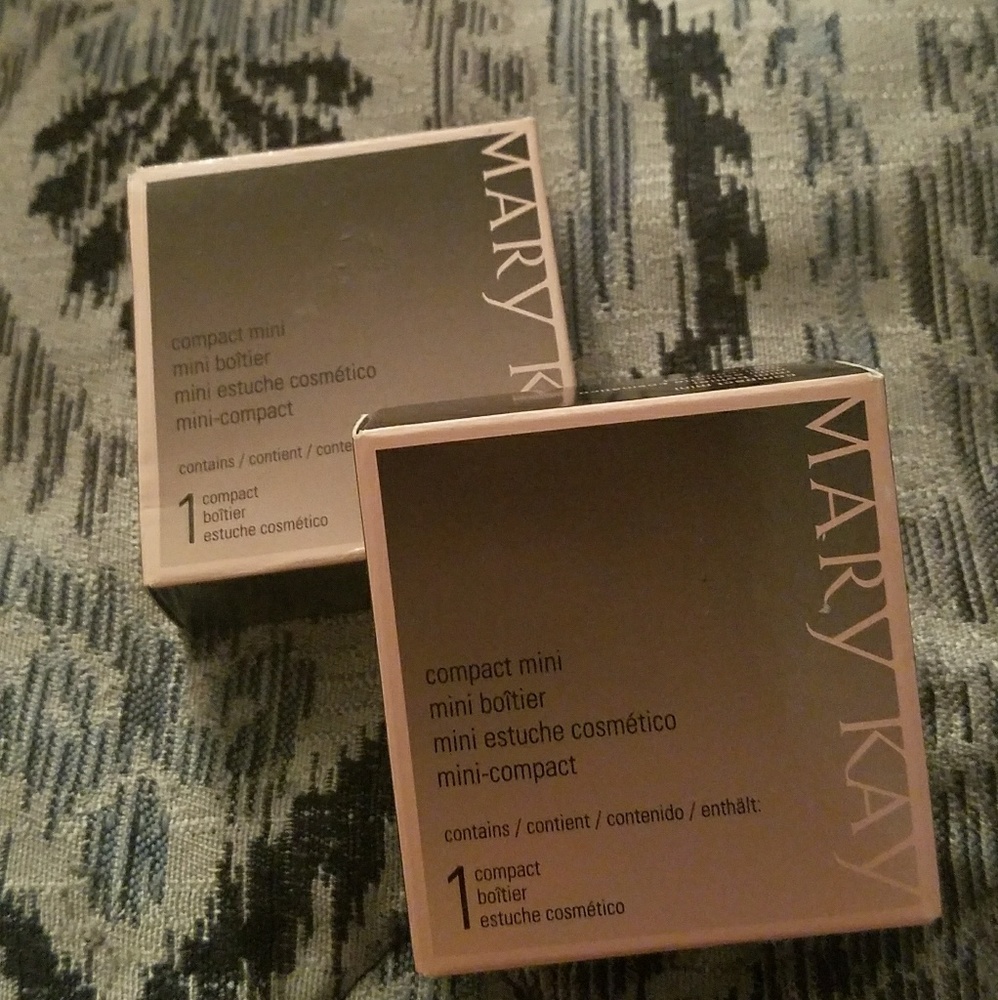 MARY K
compact mini
mini boîtier
mini estuche cosmético
mini-compact
contains / contient / conte
1 compact
boîtier
estuche cosmético
MARY KAY
compact mini
mini boîtier
mini estuche cosmético
mini-compact
contains / contient / contenido / enthält:
1 compact
boîtier
estuche cosmético